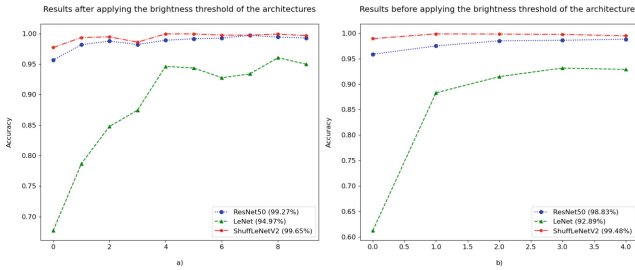 Results after applying the brightness threshold of the architectures
Accuracy
1.00
0.95
0.90
0.85
0.80
0.75
0.70
0
2
4
6
8
ResNet50 (99.27%)
LeNet (94.97%)
ShuffLeNetV2 (99.65%)
a)
Results before applying the brightness threshold of the architecture
Accuracy
1.00
0.95
0.90
0.85
0.80
0.75
0.70
0.65
0.60
0.0
0.5
1.0
1.5
2.0
2.5
3.0
3.5
4.0
ResNet50 (98.83%)
LeNet (92.89%)
ShuffLeNetV2 (99.48%)
b)